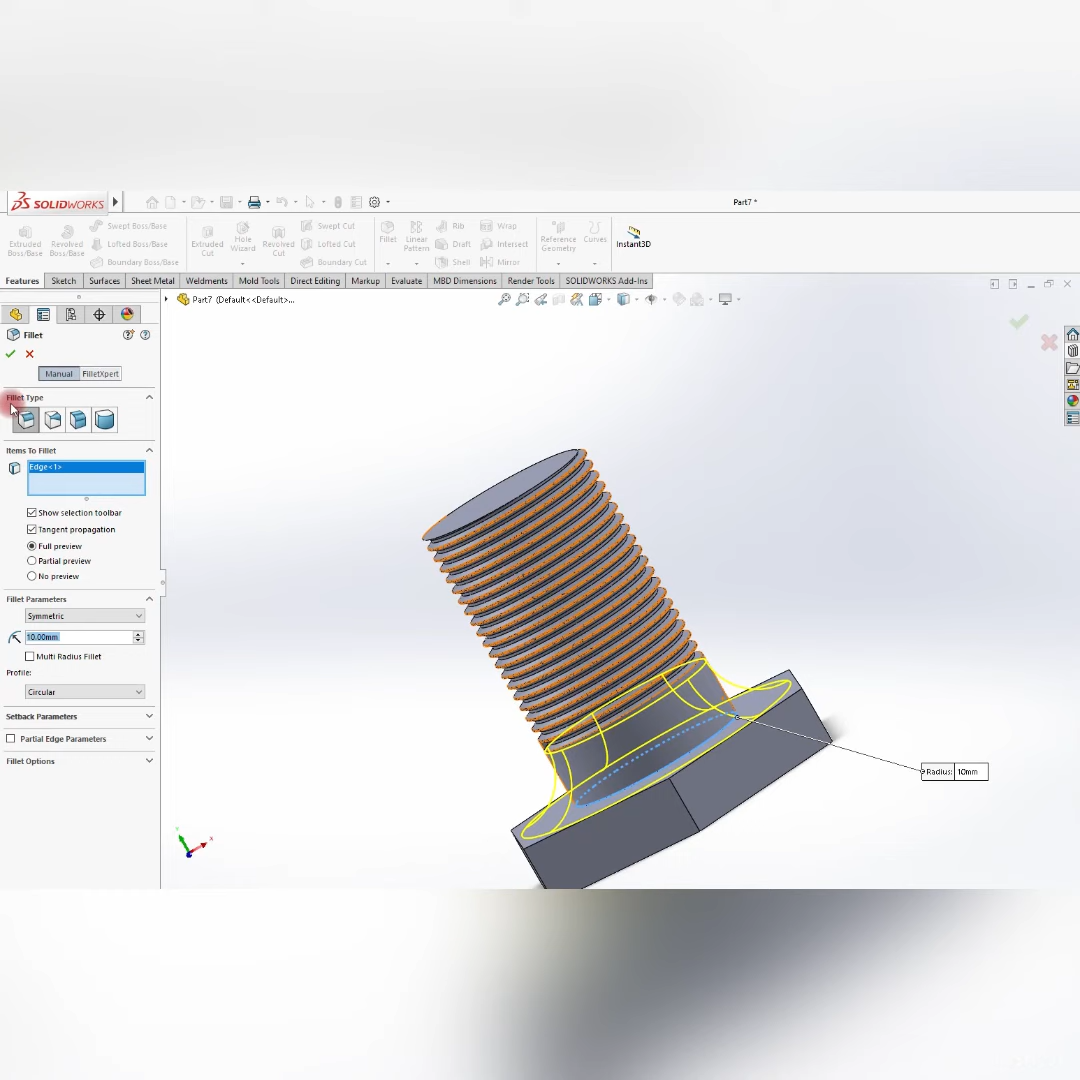 SOLIDWORKS
Part7 *
Extruded Boss/Base
Revolved Boss/Base
Swept Boss/Base
Lofted Boss/Base
Boundary Boss/Base
Extruded Cut
Hole Wizard
Revolved Cut
Swept Cut
Lofted Cut
Boundary Cut
Fillet
Linear Pattern
Rib
Draft
Shell
Wrap
Intersect
Mirror
Reference Geometry
Curves
Instant3D
Features Sketch Surfaces Sheet Metal Weldments Mold Tools Direct Editing Markup Evaluate MBD Dimensions Render Tools SOLIDWORKS Add-Ins
Part7 (Default<<Default>...
Fillet
Manual FilletXpert
Fillet Type
Items To Fillet
Edge<1>
Show selection toolbar
Tangent propagation
Full preview
Partial preview
No preview
Fillet Parameters
Symmetric
10.00mm
Multi Radius Fillet
Profile:
Circular
Setback Parameters
Partial Edge Parameters
Fillet Options
Radius: 10mm
Y
X